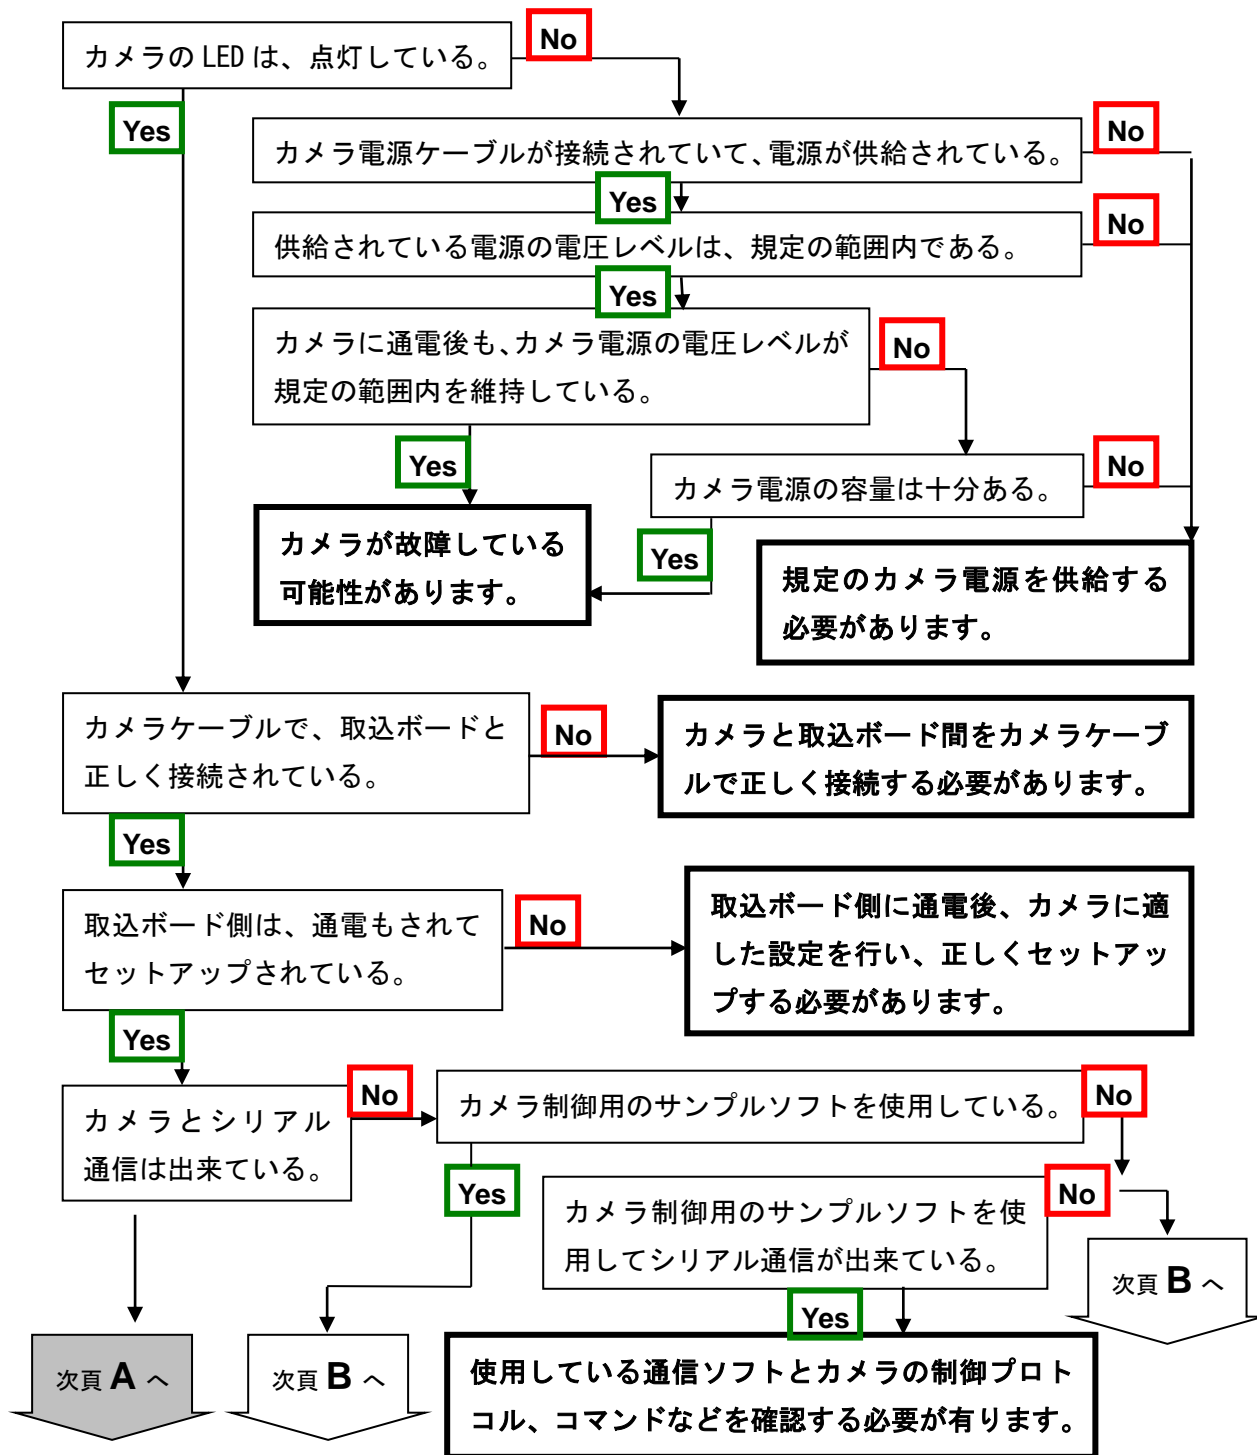 No
カメラの LED は、点灯している。
Yes
No
カメラ電源ケーブルが接続されていて、電源が供給されている。
Yes
No
供給されている電源の電圧レベルは、規定の範囲内である。
Yes
カメラに通電後も、カメラ電源の電圧レベルが
規定の範囲内を維持している。
No
Yes
No
カメラ電源の容量は十分ある。
カメラが故障している
可能性があります。
Yes
規定のカメラ電源を供給する
必要があります。
カメラケーブルで、取込ボードと
正しく接続されている。
No
カメラと取込ボード間をカメラケーブ
ルで正しく接続する必要があります。
Yes
取込ボード側は、通電もされて
セットアップされている。
No
取込ボード側に通電後、カメラに適
した設定を行い、正しくセットアッ
プする必要があります。
Yes
カメラとシリアル
通信は出来ている。
No
カメラ制御用のサンプルソフトを使用している。
No
Yes
カメラ制御用のサンプルソフトを使
用してシリアル通信が出来ている。
No
次頁 B へ
Yes
次頁 A へ
次頁 B へ
使用している通信ソフトとカメラの制御プロト
コル、コマンドなどを確認する必要が有ります。